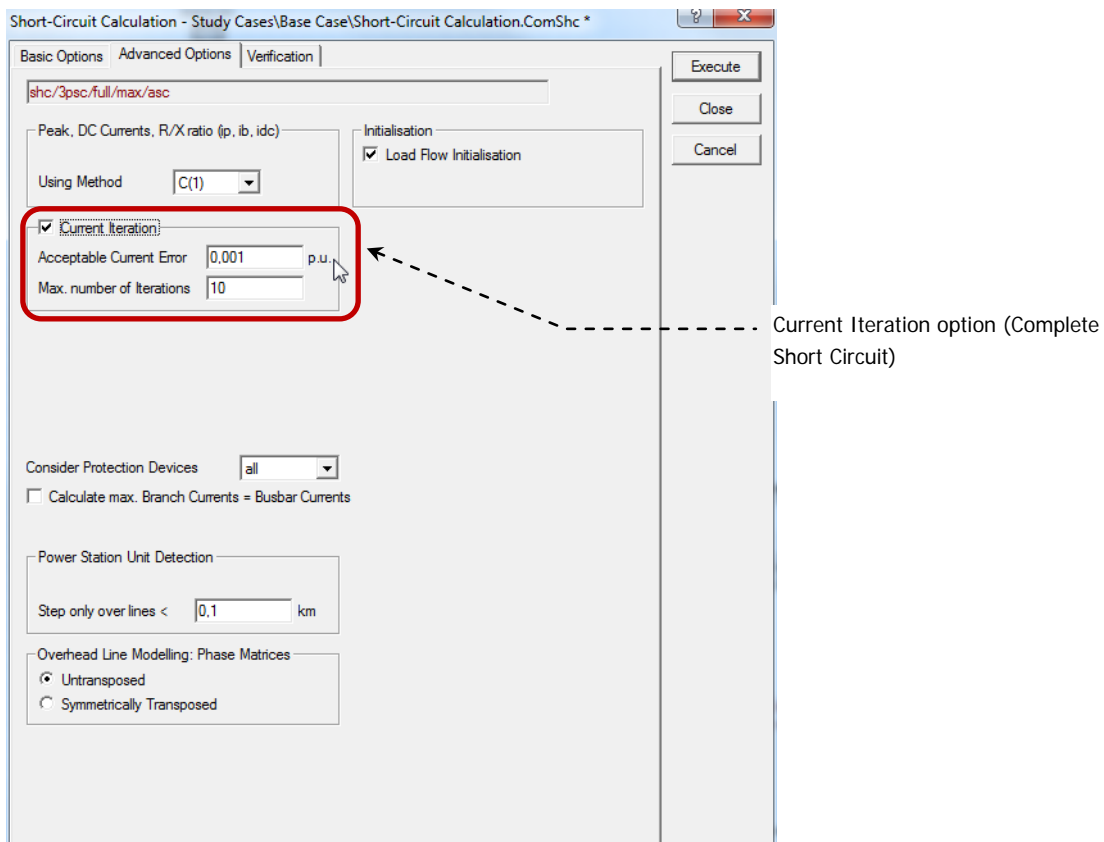 Short-Circuit Calculation - Study Cases\Base Case\Short-Circuit Calculation.ComShc *
? X
Basic Options Advanced Options Verification
Execute
Close
Cancel
shc/3psc/full/max/asc
Peak, DC Currents, R/X ratio (ip, ib, idc)
Using Method C(1)
Initialisation
Load Flow Initialisation
Current Iteration
Acceptable Current Error 0,001 p.u.
Max. number of Iterations 10
Current Iteration option (Complete
Short Circuit)
Consider Protection Devices all
Calculate max. Branch Currents = Busbar Currents
Power Station Unit Detection
Step only over lines < 0,1 km
Overhead Line Modelling: Phase Matrices
Untransposed
Symmetrically Transposed